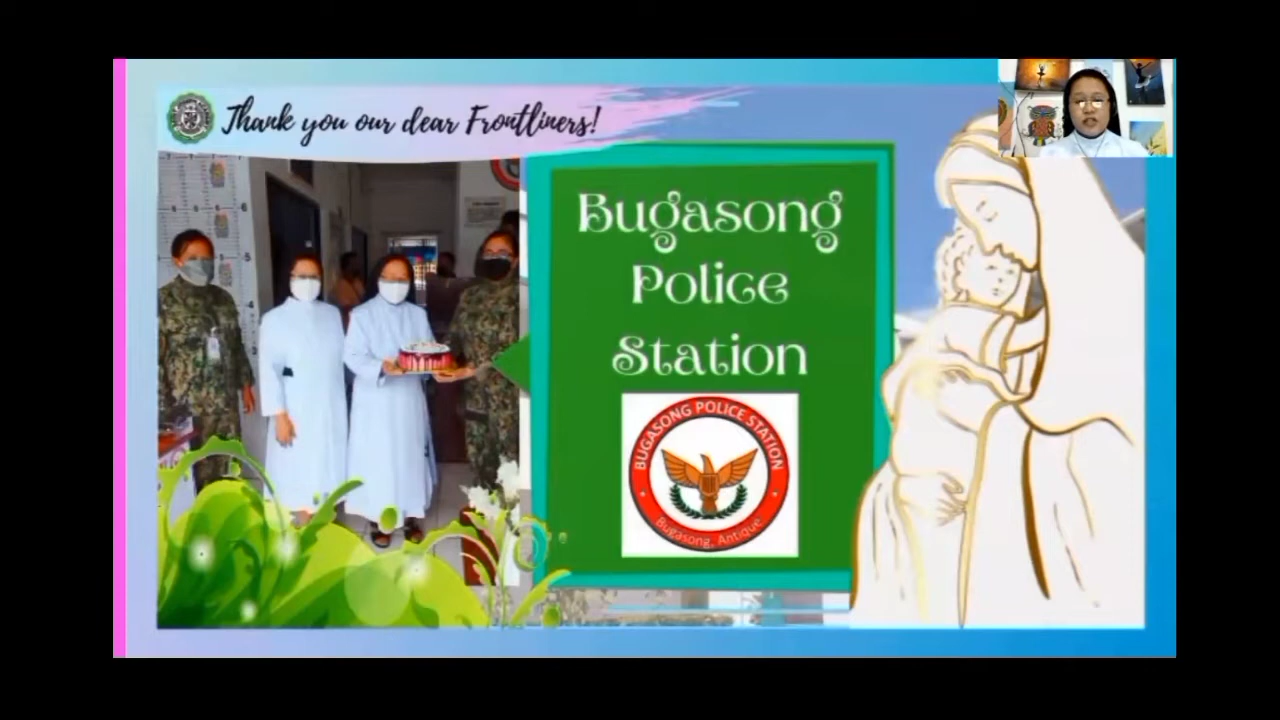 Thank you our dear Frontliners!
Bugasong
Police
Station
BUGASONG POLICE STATION
Bugasong, Antique